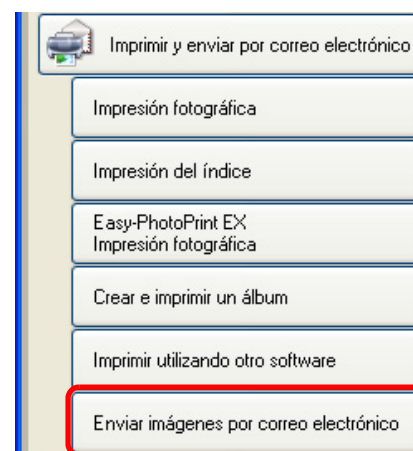 Imprimir y enviar por correo electrónico
Impresión fotográfica
Impresión del índice
Easy-PhotoPrint EX
Impresión fotográfica
Crear e imprimir un álbum
Imprimir utilizando otro software
Enviar imágenes por correo electrónico